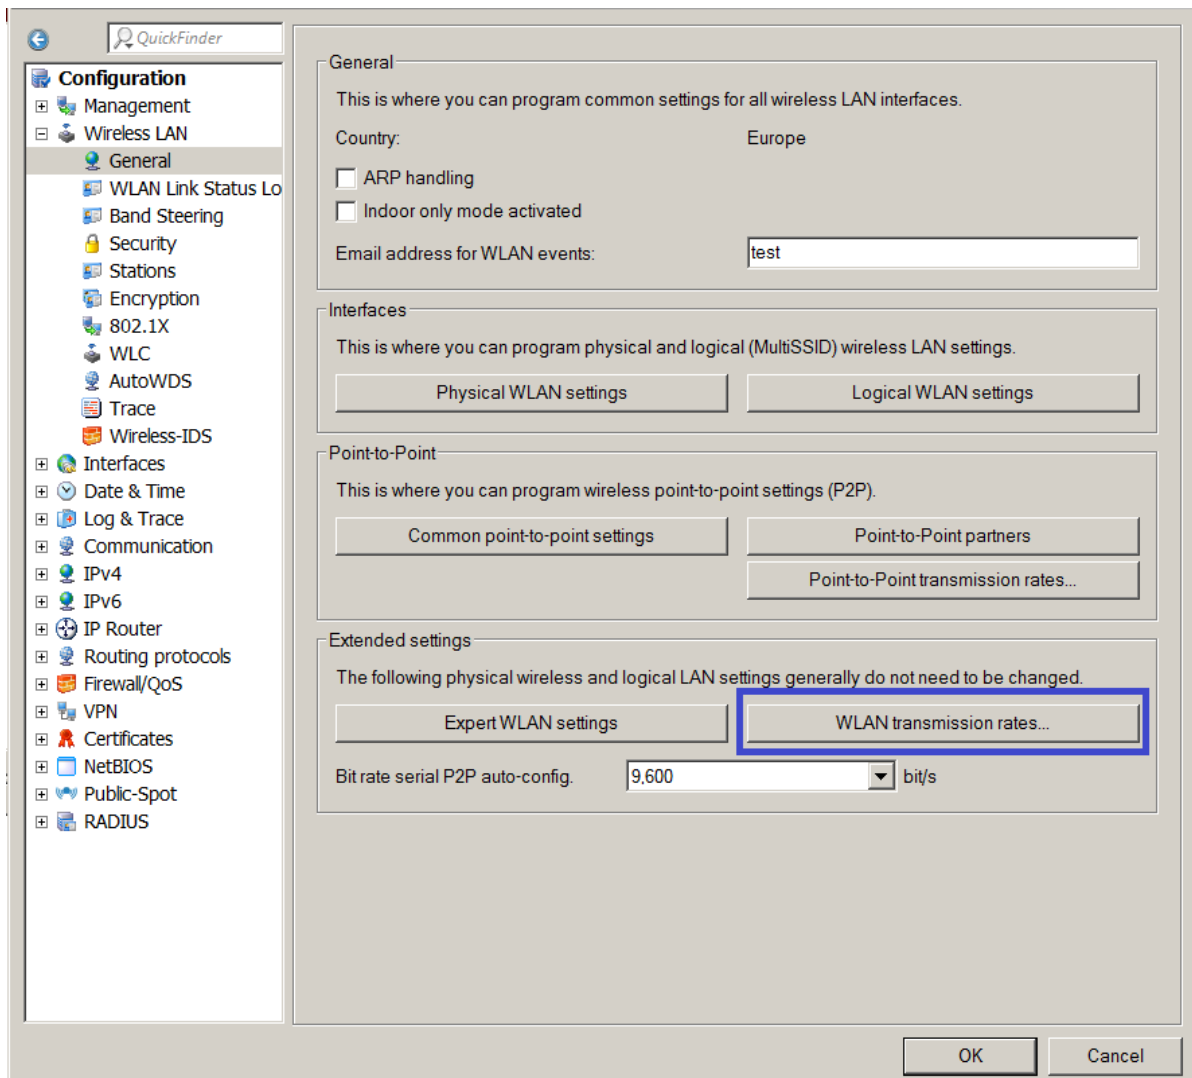 QuickFinder
Configuration
Management
Wireless LAN
General
WLAN Link Status Lo
Band Steering
Security
Stations
Encryption
802.1X
WLC
AutoWDS
Trace
Wireless-IDS
Interfaces
Date & Time
Log & Trace
Communication
IPv4
IPv6
IP Router
Routing protocols
Firewall/QoS
VPN
Certificates
NetBIOS
Public-Spot
RADIUS
General
This is where you can program common settings for all wireless LAN interfaces.
Country: Europe
ARP handling
Indoor only mode activated
Email address for WLAN events: test
Interfaces
This is where you can program physical and logical (MultiSSID) wireless LAN settings.
Physical WLAN settings Logical WLAN settings
Point-to-Point
This is where you can program wireless point-to-point settings (P2P).
Common point-to-point settings Point-to-Point partners
Point-to-Point transmission rates...
Extended settings
The following physical wireless and logical LAN settings generally do not need to be changed.
Expert WLAN settings WLAN transmission rates...
Bit rate serial P2P auto-config. 9,600 bit/s
OK Cancel